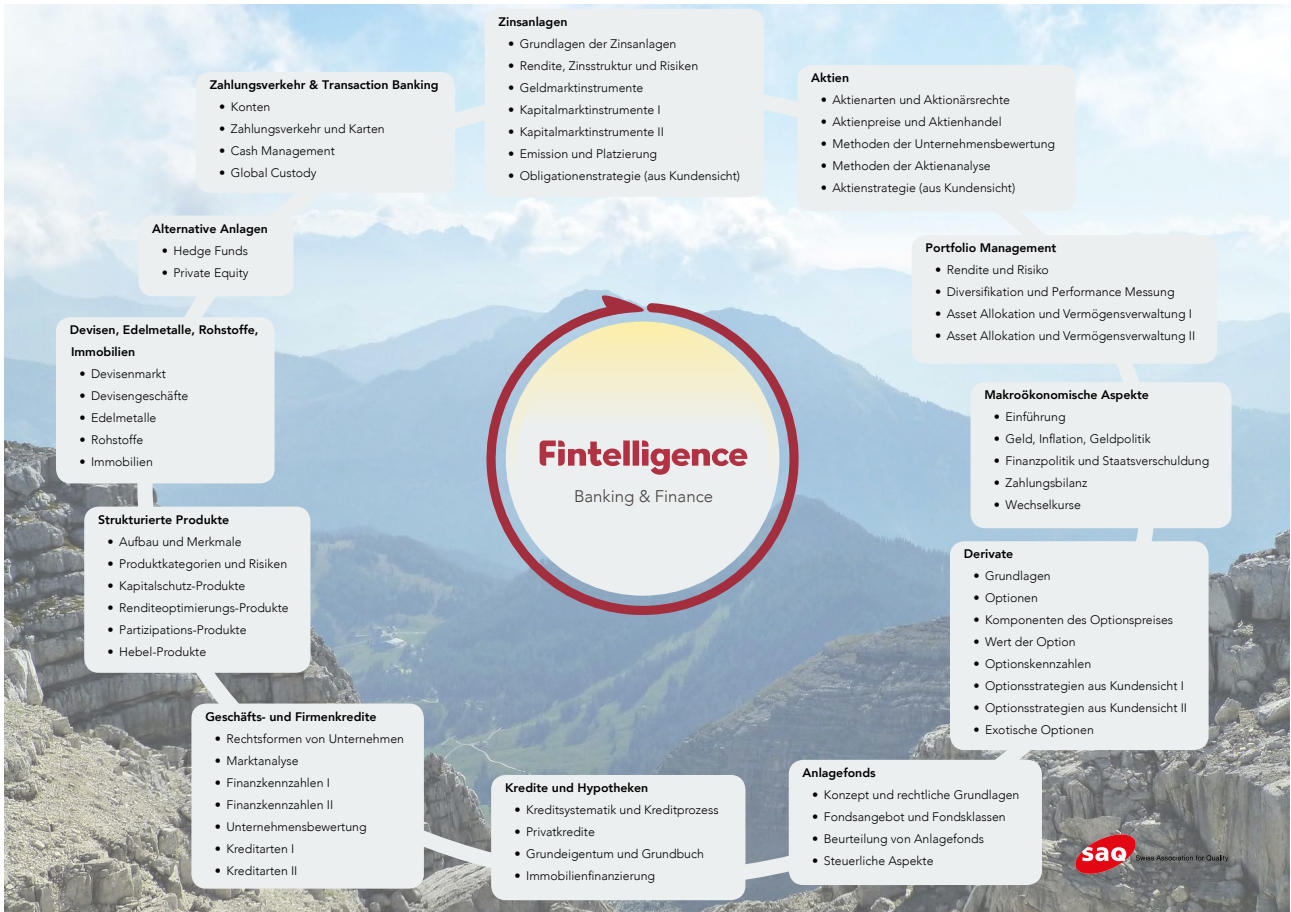 Zinsanlagen
Grundlagen der Zinsanlagen
Rendite, Zinsstruktur und Risiken
Geldmarktinstrumente
Kapitalmarktinstrumente I
Kapitalmarktinstrumente II
Emission und Platzierung
Obligationenstrategie (aus Kundensicht)
Aktien
Aktienarten und Aktionärsrechte
Aktienpreise und Aktienhandel
Methoden der Unternehmensbewertung
Methoden der Aktienanalyse
Aktienstrategie (aus Kundensicht)
Portfolio Management
Rendite und Risiko
Diversifikation und Performance Messung
Asset Allokation und Vermögensverwaltung I
Asset Allokation und Vermögensverwaltung II
Makroökonomische Aspekte
Einführung
Geld, Inflation, Geldpolitik
Finanzpolitik und Staatsverschuldung
Zahlungsbilanz
Wechselkurse
Derivate
Grundlagen
Optionen
Komponenten des Optionspreises
Wert der Option
Optionskennzahlen
Optionsstrategien aus Kundensicht I
Optionsstrategien aus Kundensicht II
Exotische Optionen
Anlagefonds
Konzept und rechtliche Grundlagen
Fondsangebot und Fondsklassen
Beurteilung von Anlagefonds
Steuerliche Aspekte
Kredite und Hypotheken
Kreditsystematik und Kreditprozess
Privatkredite
Grundeigentum und Grundbuch
Immobilienfinanzierung
Geschäfts- und Firmenkredite
Rechtsformen von Unternehmen
Marktanalyse
Finanzkennzahlen I
Finanzkennzahlen II
Unternehmensbewertung
Kreditarten I
Kreditarten II
Strukturierte Produkte
Aufbau und Merkmale
Produktkategorien und Risiken
Kapitalschutz-Produkte
Renditeoptimierungs-Produkte
Partizipations-Produkte
Hebel-Produkte
Devisen, Edelmetalle, Rohstoffe,
Immobilien
Devisenmarkt
Devisengeschäfte
Edelmetalle
Rohstoffe
Immobilien
Alternative Anlagen
Hedge Funds
Private Equity
Zahlungsverkehr & Transaction Banking
Konten
Zahlungsverkehr und Karten
Cash Management
Global Custody
Fintelligence
Banking & Finance
saq
Swiss Association for Quality